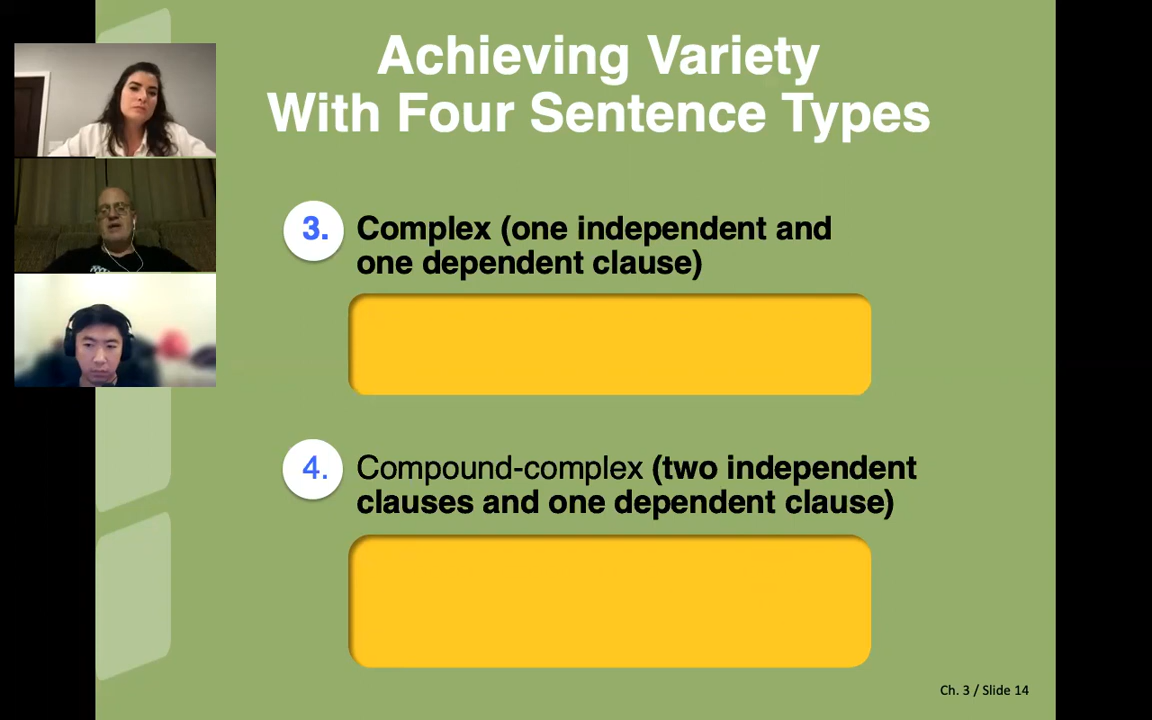 Achieving Variety
With Four Sentence Types
3. Complex (one independent and
one dependent clause)
4. Compound-complex (two independent
clauses and one dependent clause)
Ch. 3 / Slide 14